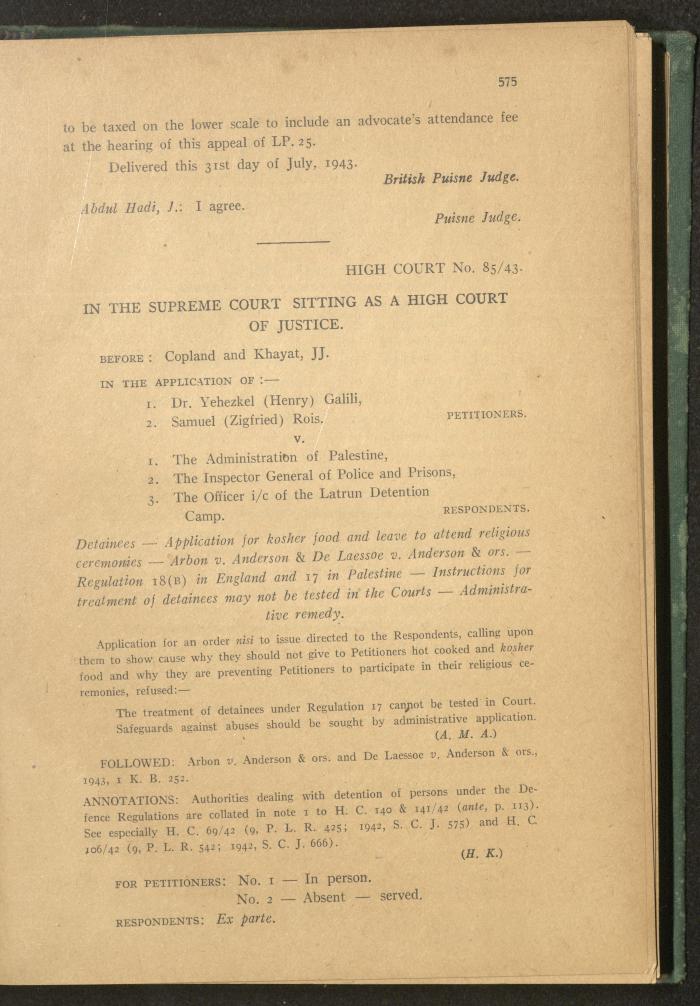 575
to be taxed on the lower scale to include an advocate's attendance fee
at the hearing of this appeal of LP. 25.
Delivered this 31st day of July, 1943.
British Puisne Judge.
Abdul Hadi, J.: I agree.
Puisne Judge.
HIGH COURT No. 85/43.
IN THE SUPREME COURT SITTING AS A HIGH COURT
OF JUSTICE.
BEFORE : Copland and Khayat, JJ.
IN THE APPLICATION OF :—
1. Dr. Yehezkel (Henry) Galili,
2. Samuel (Zigfried) Rois.
PETITIONERS.
v.
1. The Administration of Palestine,
2. The Inspector General of Police and Prisons,
3. The Officer i/c of the Latrun Detention
Camp.
RESPONDENTS.
Detainees — Application for kosher food and leave to attend religious
ceremonies — Arbon v. Anderson & De Laessoe v. Anderson & ors. —
Regulation 18(B) in England and 17 in Palestine — Instructions for
treatment of detainees may not be tested in the Courts — Administra-
tive remedy.
Application for an order nisi to issue directed to the Respondents, calling upon
them to show cause why they should not give to Petitioners hot cooked and kosher
food and why they are preventing Petitioners to participate in their religious ce-
remonies, refused:—
The treatment of detainees under Regulation 17 cannot be tested in Court.
Safeguards against abuses should be sought by administrative application.
(A. M. A.)
FOLLOWED: Arbon v. Anderson & ors. and De Laessoe v. Anderson & ors.,
1943, 1 K. B. 252.
ANNOTATIONS: Authorities dealing with detention of persons under the De-
fence Regulations are collated in note 1 to H. C. 140 & 141/42 (ante, p. 113).
See especially H. C. 69/42 (9, P. L. R. 425; 1942, S. C. J. 575) and H. C.
106/42 (9, P. L. R. 542; 1942, S. C. J. 666).
(H. K.)
FOR PETITIONERS: No. 1 — In person.
No. 2 — Absent — served.
RESPONDENTS: Ex parte.